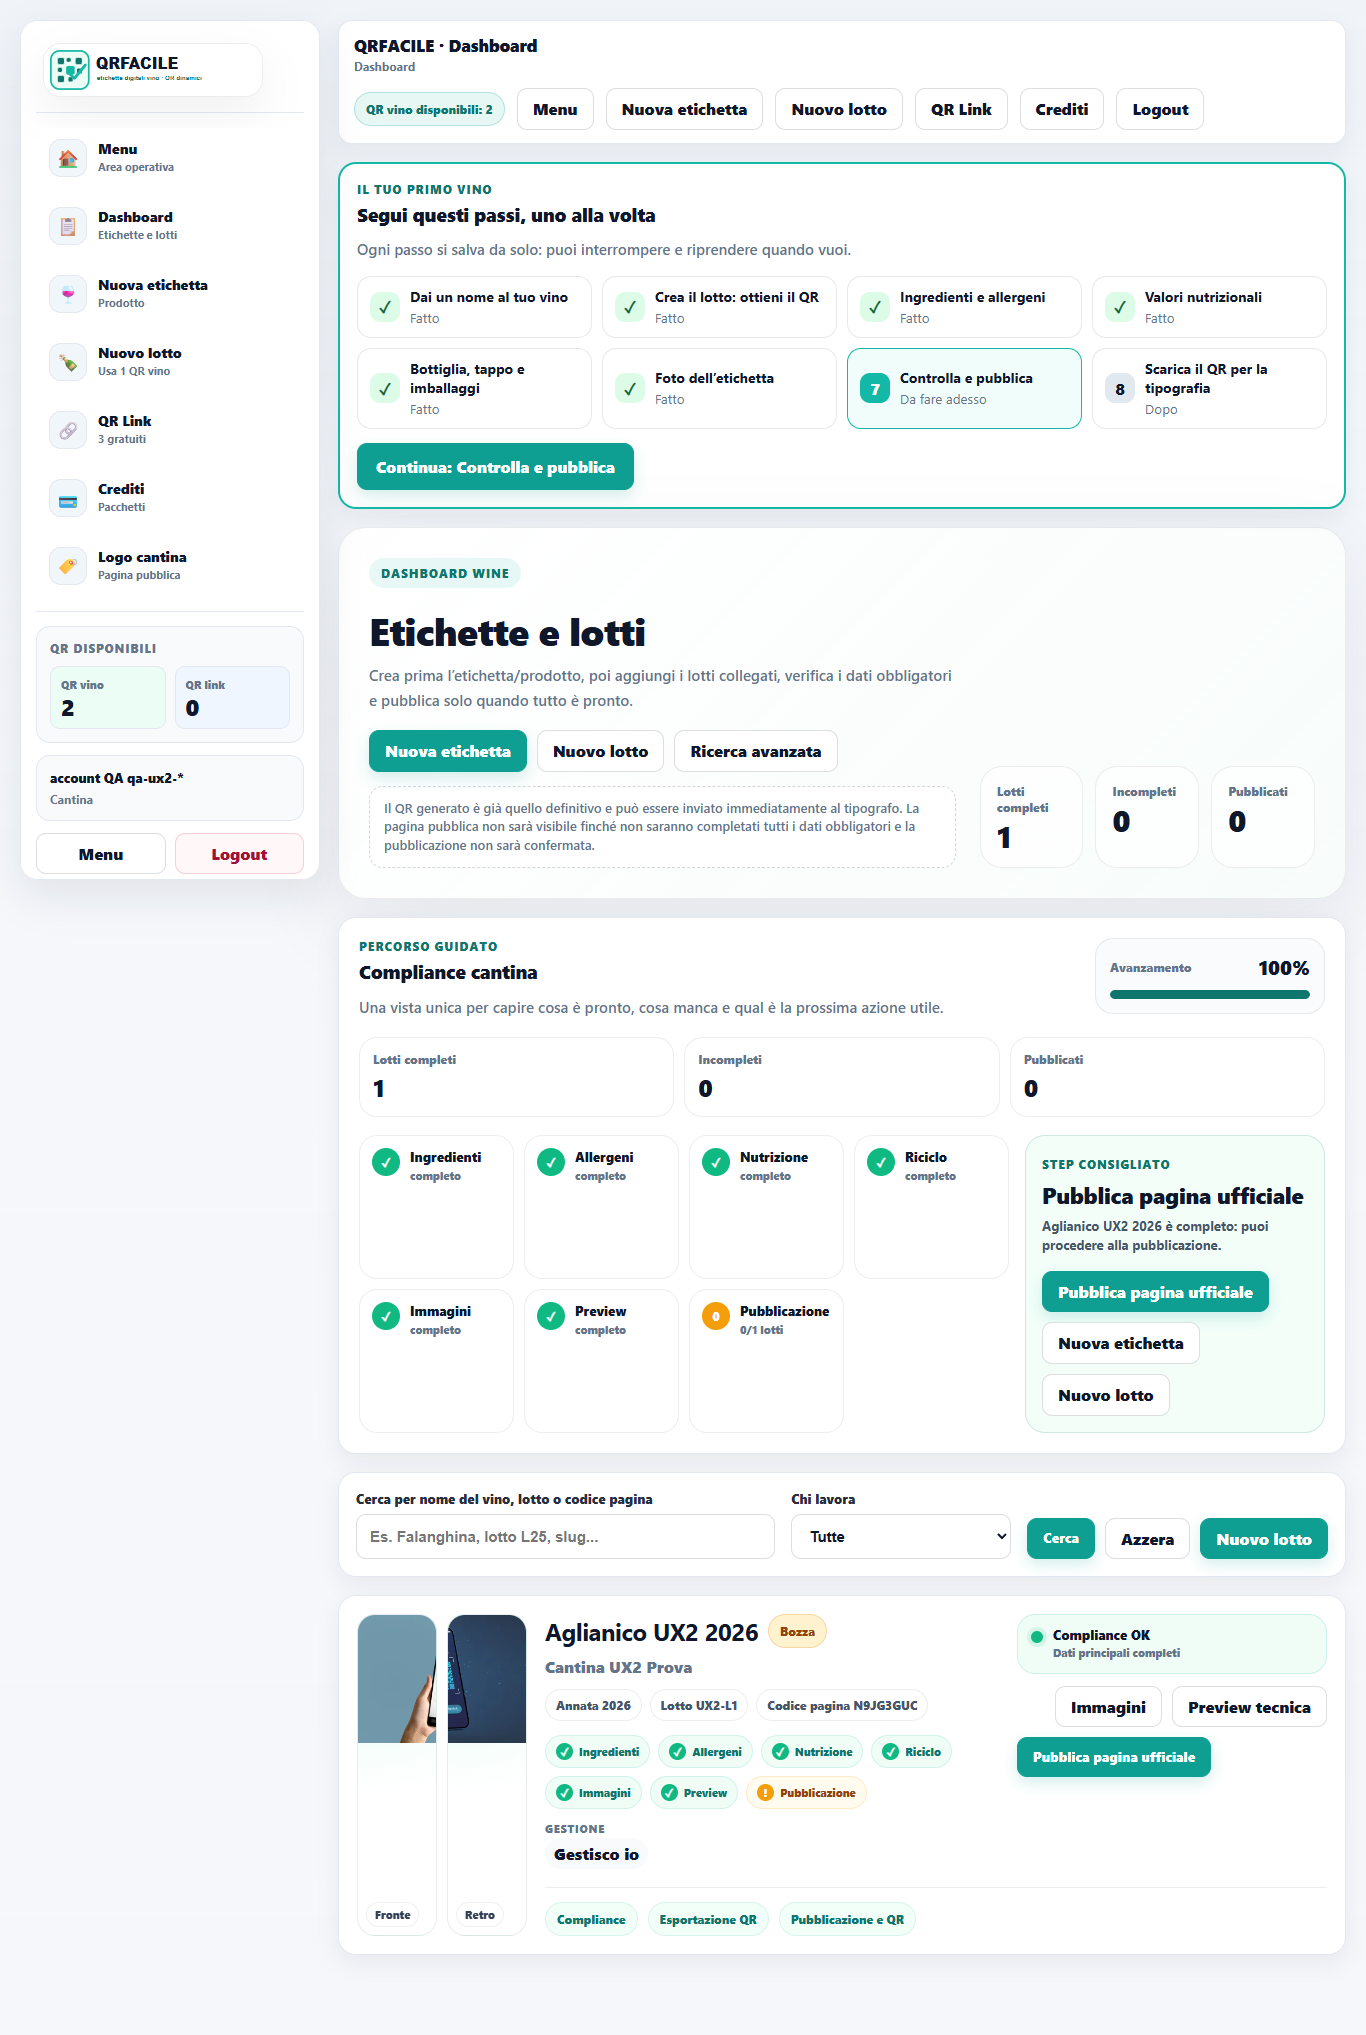 QRFACILE
etichette digitali vino · QR dinamici
Menu
Area operativa
Dashboard
Etichette e lotti
Nuova etichetta
Prodotto
Nuovo lotto
Usa 1 QR vino
QR Link
3 gratuiti
Crediti
Pacchetti
Logo cantina
Pagina pubblica
QR DISPONIBILI
QR vino
2
QR link
0
account QA qa-ux2-*
Cantina
Menu
Logout
QRFACILE · Dashboard
Dashboard
QR vino disponibili: 2
Menu
Nuova etichetta
Nuovo lotto
QR Link
Crediti
Logout
IL TUO PRIMO VINO
Segui questi passi, uno alla volta
Ogni passo si salva da solo: puoi interrompere e riprendere quando vuoi.
Dai un nome al tuo vino
Fatto
Crea il lotto: ottieni il QR
Fatto
Ingredienti e allergeni
Fatto
Valori nutrizionali
Fatto
Bottiglia, tappo e
imballaggi
Fatto
Foto dell'etichetta
Fatto
7
Controlla e pubblica
Da fare adesso
8
Scarica il QR per la
tipografia
Dopo
Continua: Controlla e pubblica
DASHBOARD WINE
Etichette e lotti
Crea prima l'etichetta/prodotto, poi aggiungi i lotti collegati, verifica i dati obbligatori
e pubblica solo quando tutto è pronto.
Nuova etichetta
Nuovo lotto
Ricerca avanzata
Il QR generato è già quello definitivo e può essere inviato immediatamente al tipografo. La
pagina pubblica non sarà visibile finché non saranno completati tutti i dati obbligatori e la
pubblicazione non sarà confermata.
Lotti
completi
1
Incompleti
0
Pubblicati
0
PERCORSO GUIDATO
Compliance cantina
Una vista unica per capire cosa è pronto, cosa manca e qual è la prossima azione utile.
Avanzamento
100%
Lotti completi
1
Incompleti
0
Pubblicati
0
Ingredienti
completo
Allergeni
completo
Nutrizione
completo
Riciclo
completo
Immagini
completo
Preview
completo
0
Pubblicazione
0/1 lotti
STEP CONSIGLIATO
Pubblica pagina ufficiale
Aglianico UX2 2026 è completo: puoi
procedere alla pubblicazione.
Pubblica pagina ufficiale
Nuova etichetta
Nuovo lotto
Cerca per nome del vino, lotto o codice pagina
Es. Falanghina, lotto L25, slug...
Chi lavora
Tutte
Cerca
Azzera
Nuovo lotto
Fronte
Retro
Aglianico UX2 2026
Bozza
Cantina UX2 Prova
Annata 2026
Lotto UX2-L1
Codice pagina N9JG3GUC
Ingredienti
Allergeni
Nutrizione
Riciclo
Immagini
Preview
!
Pubblicazione
GESTIONE
Gestisco io
Compliance
Esportazione QR
Pubblicazione e QR
Compliance OK
Dati principali completi
Immagini
Preview tecnica
Pubblica pagina ufficiale